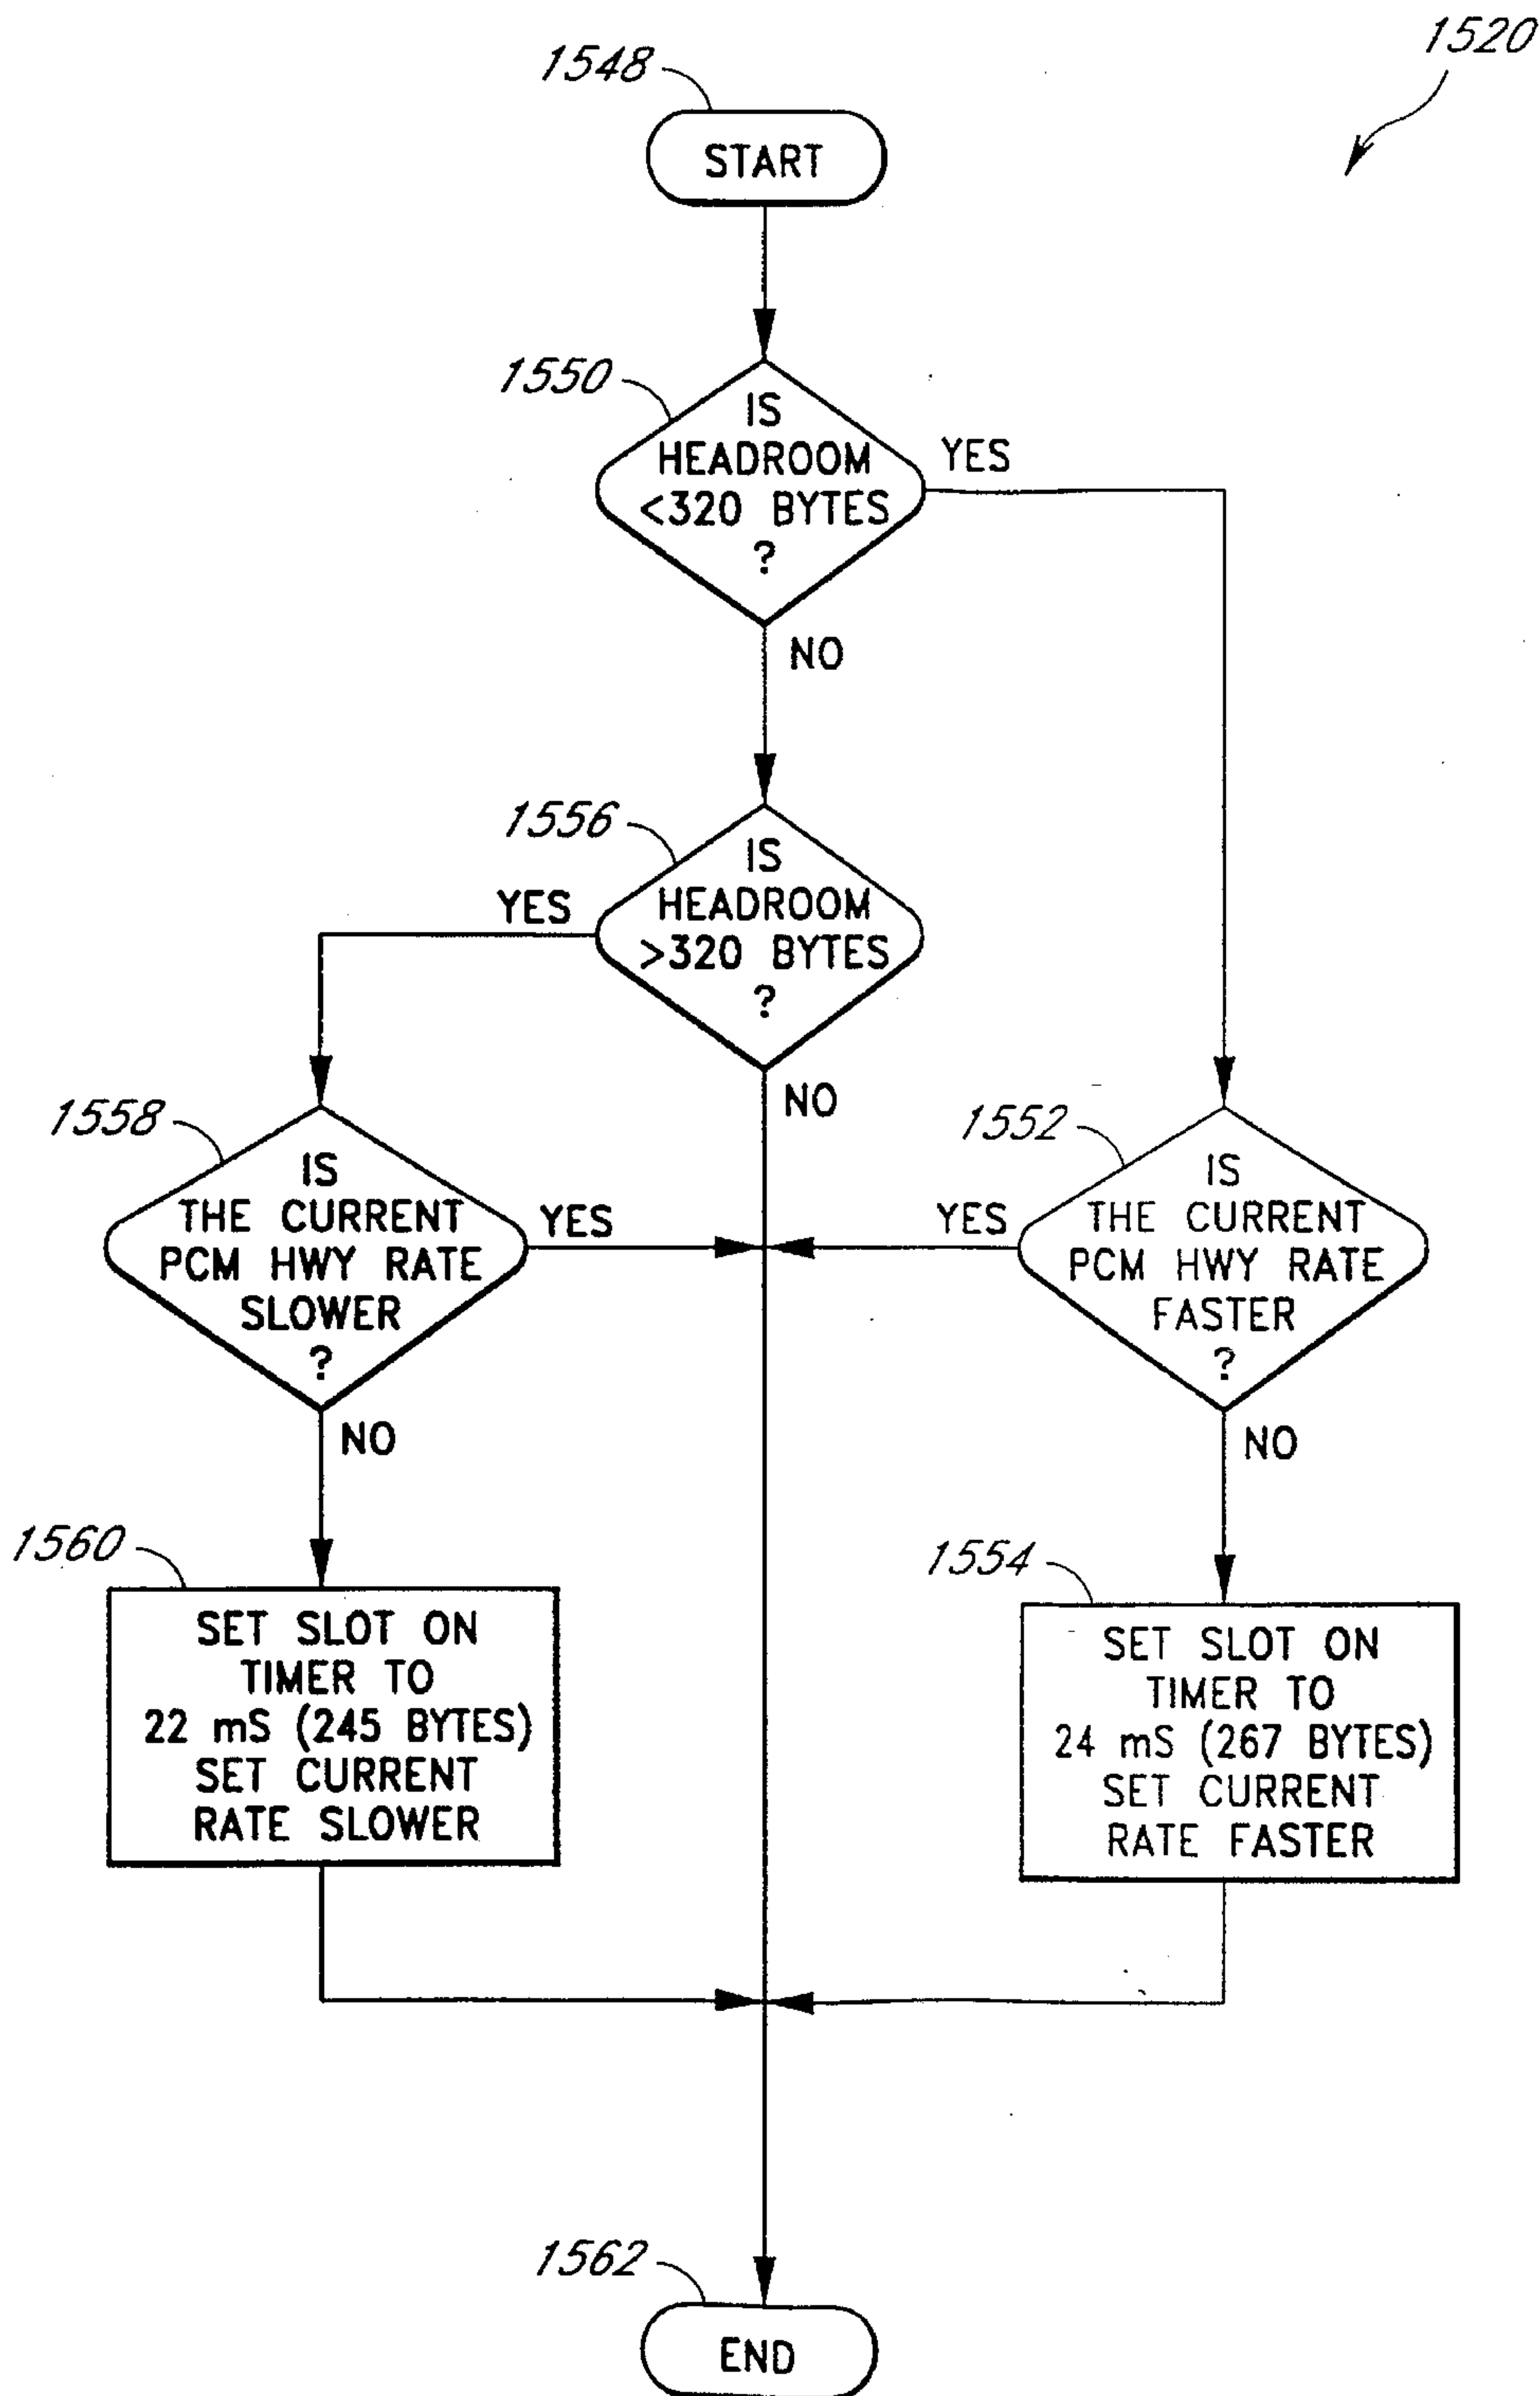 1520
1548
START
1550
IS
HEADROOM
<320 BYTES
?
YES
NO
1556
IS
HEADROOM
>320 BYTES
?
YES
NO
1558
IS
THE CURRENT
PCM HWY RATE
SLOWER
?
YES
NO
1552
IS
THE CURRENT
PCM HWY RATE
FASTER
?
YES
NO
1560
SET SLOT ON
TIMER TO
22 mS (245 BYTES)
SET CURRENT
RATE SLOWER
1554
SET SLOT ON
TIMER TO
24 mS (267 BYTES)
SET CURRENT
RATE FASTER
1562
END